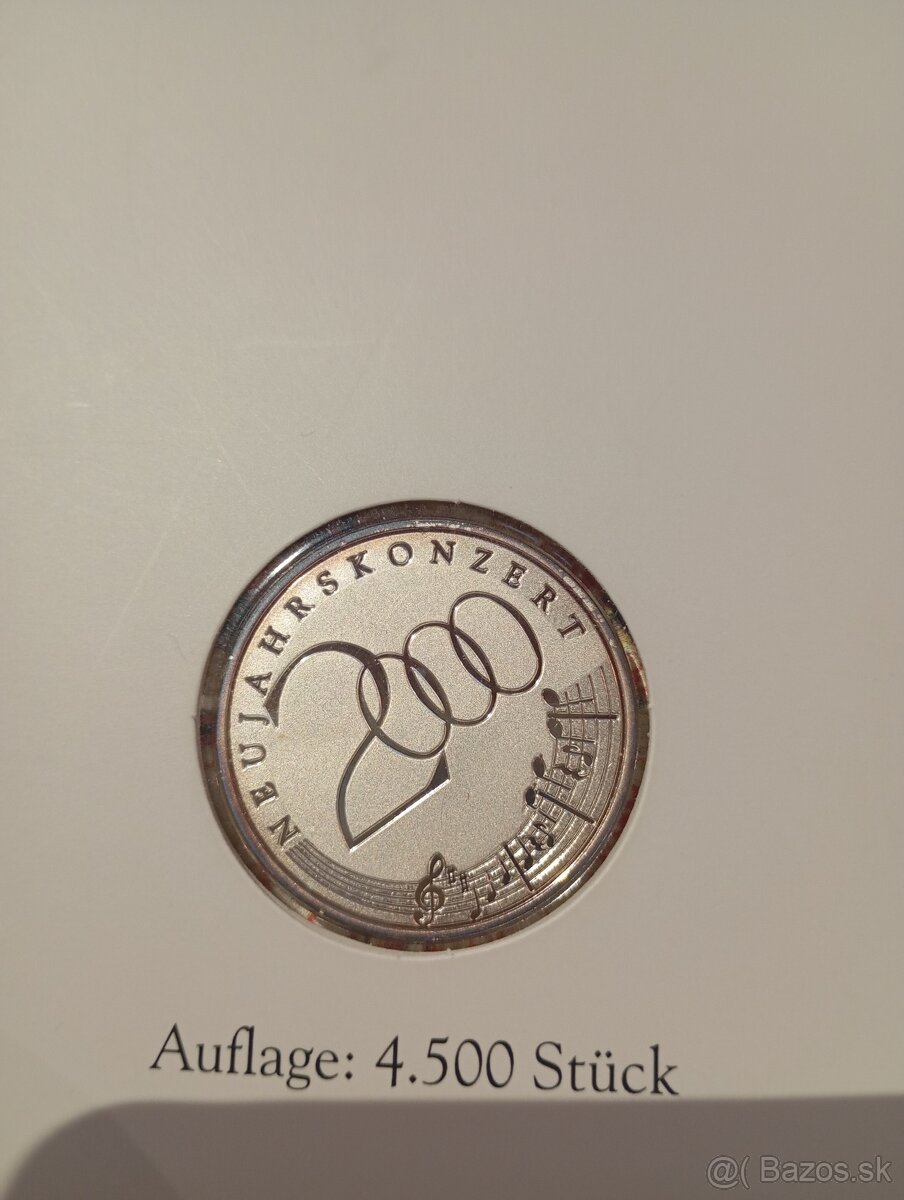 NEUJAHRSKONZERT
2000
Auflage: 4.500 Stück
@( Bazos.sk